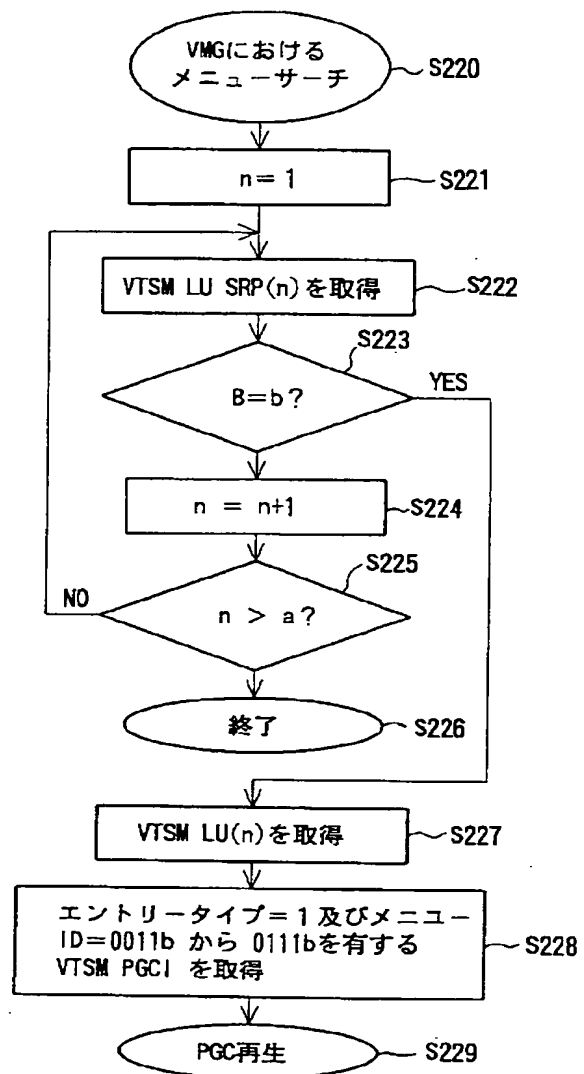 VMGにおける
メニューサーチ
S220
n = 1
S221
VTSM LU SRP(n)を取得
S222
S223
B=b?
YES
n = n+1
S224
S225
NO
n > a?
終了
S226
VTSM LU(n)を取得
S227
エントリータイプ=1及びメニユー
ID=0011b から 0111bを有する
VTSM PGCI を取得
S228
PGC再生
S229